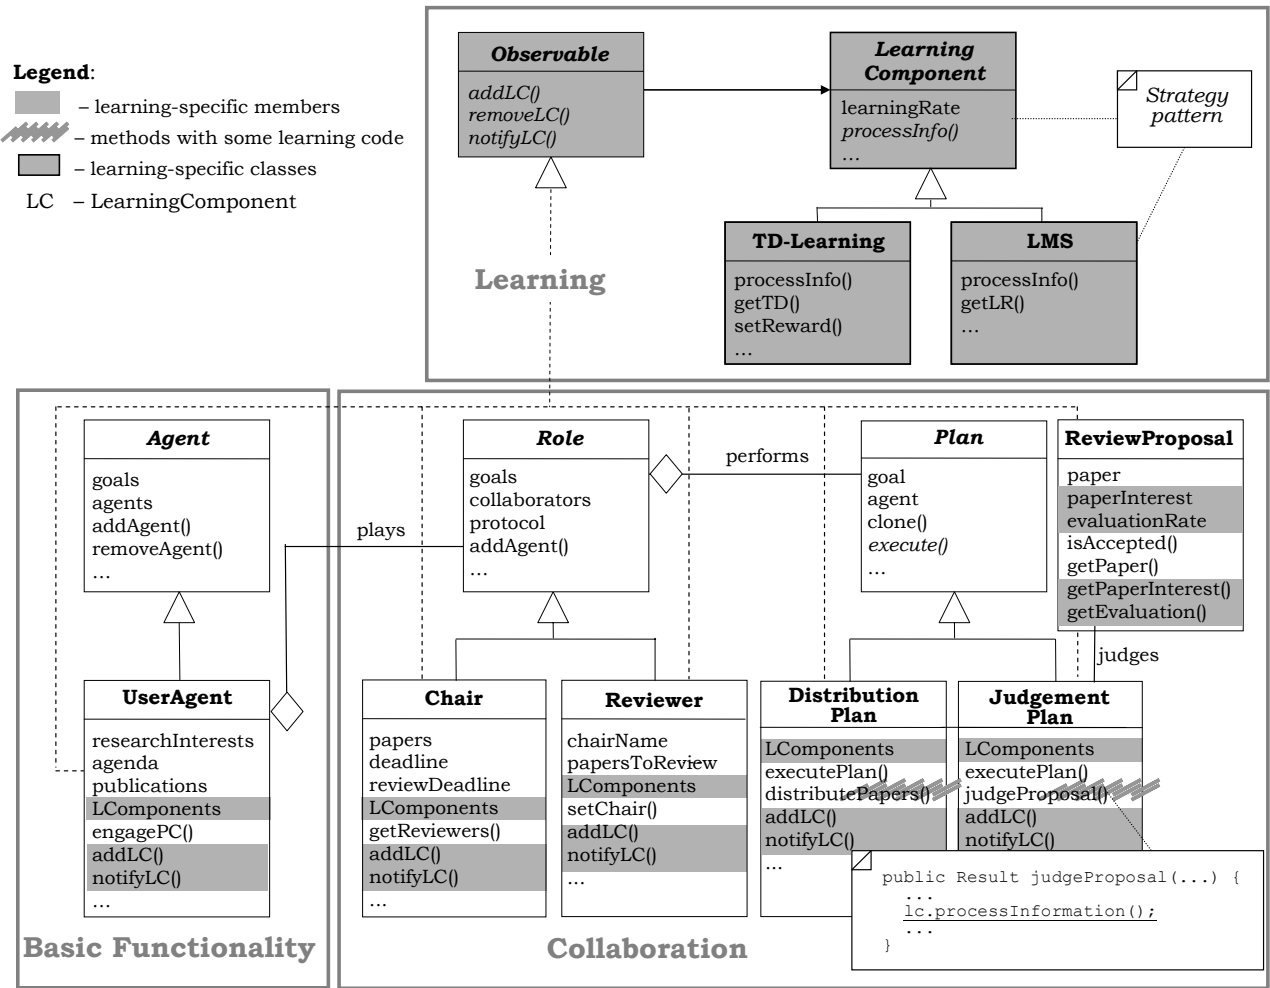 Legend:
– learning-specific members
– methods with some learning code
– learning-specific classes
LC – LearningComponent
Observable
addLC()
removeLC()
notifyLC()
Learning
Component
learningRate
processInfo()
...
Strategy
pattern
TD-Learning
processInfo()
getTD()
setReward()
...
LMS
processInfo()
getLR()
...
Learning
Agent
goals
agents
addAgent()
removeAgent()
...
plays
Role
goals
collaborators
protocol
addAgent()
...
performs
Plan
goal
agent
clone()
execute()
...
ReviewProposal
paper
paperInterest
evaluationRate
isAccepted()
getPaper()
getPaperInterest()
getEvaluation()
judges
UserAgent
researchInterests
agenda
publications
LComponents
engagePC()
addLC()
notifyLC()
...
Chair
papers
deadline
reviewDeadline
LComponents
getReviewers()
addLC()
notifyLC()
...
Reviewer
chairName
papersToReview
LComponents
setChair()
addLC()
notifyLC()
...
Distribution
Plan
LComponents
executePlan()
distributePapers()
addLC()
notifyLC()
...
Judgement
Plan
LComponents
executePlan()
judgeProposal()
addLC()
notifyLC()
public Result judgeProposal(...) {
...
lc.processInformation();
...
}
Basic Functionality
Collaboration